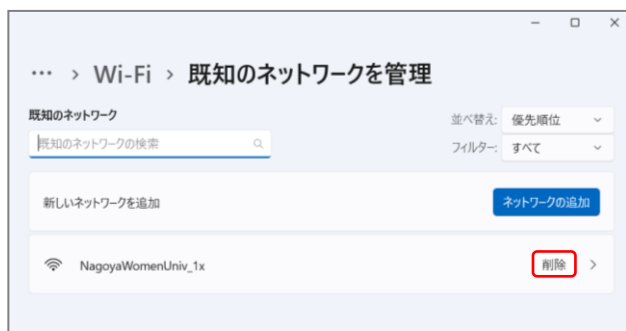 … > Wi-Fi > 既知のネットワークを管理
既知のネットワーク
並べ替え: 優先順位
既知のネットワークの検索
フィルター: すべて
新しいネットワークを追加
ネットワークの追加
NagoyaWomenUniv_1x
削除